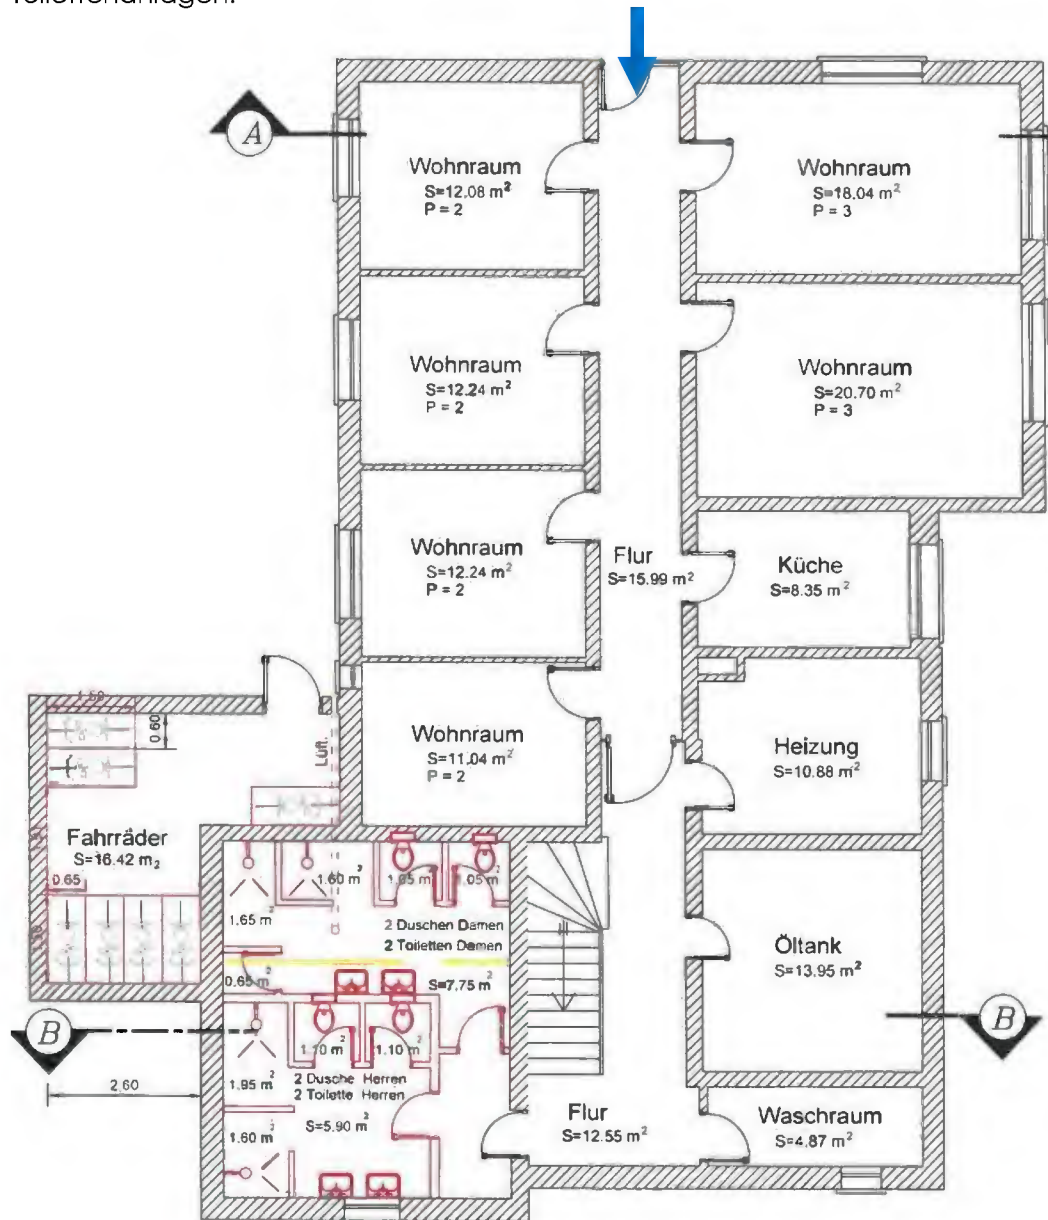 A
Wohnraum
S=12.08 m²
P = 2
Wohnraum
S=18.04 m²
P = 3
Wohnraum
S=12.24 m²
P = 2
Wohnraum
S=20.70 m²
P = 3
Wohnraum
S=12.24 m²
P = 2
Flur
S=15.99 m²
Küche
S=8.35 m²
Wohnraum
S=11.04 m²
P = 2
Heizung
S=10.88 m²
1.50
0.60
Lüft.
Fahrräder
S=16.42 m₂
0.65
1.60 m²
1.05 m²
1.05 m²
1.65 m²
2 Duschen Damen
2 Toiletten Damen
0.65 m²
S=7.75 m²
Öltank
S=13.95 m²
B
B
1.10 m²
1.10 m²
2.60
1.95 m²
2 Dusche Herren
2 Toilette Herren
S=5.90 m²
1.60 m²
Flur
S=12.55 m²
Waschraum
S=4.87 m²